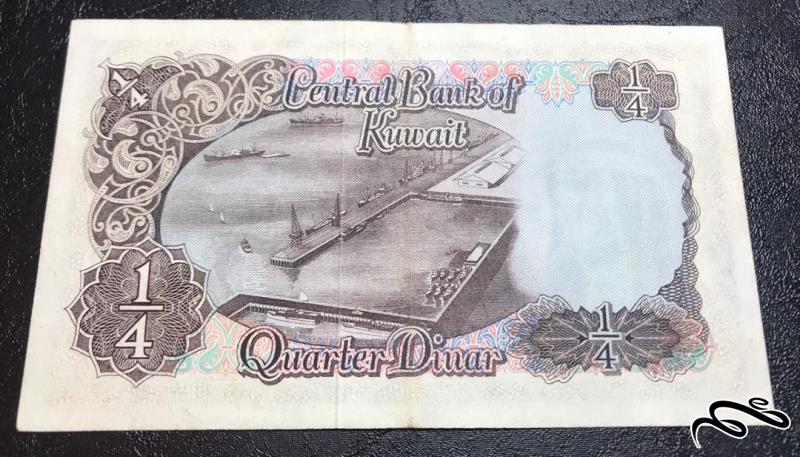 1/4
Central Bank of
Kuwait
1/4
1/4
Quarter Dinar
1/4